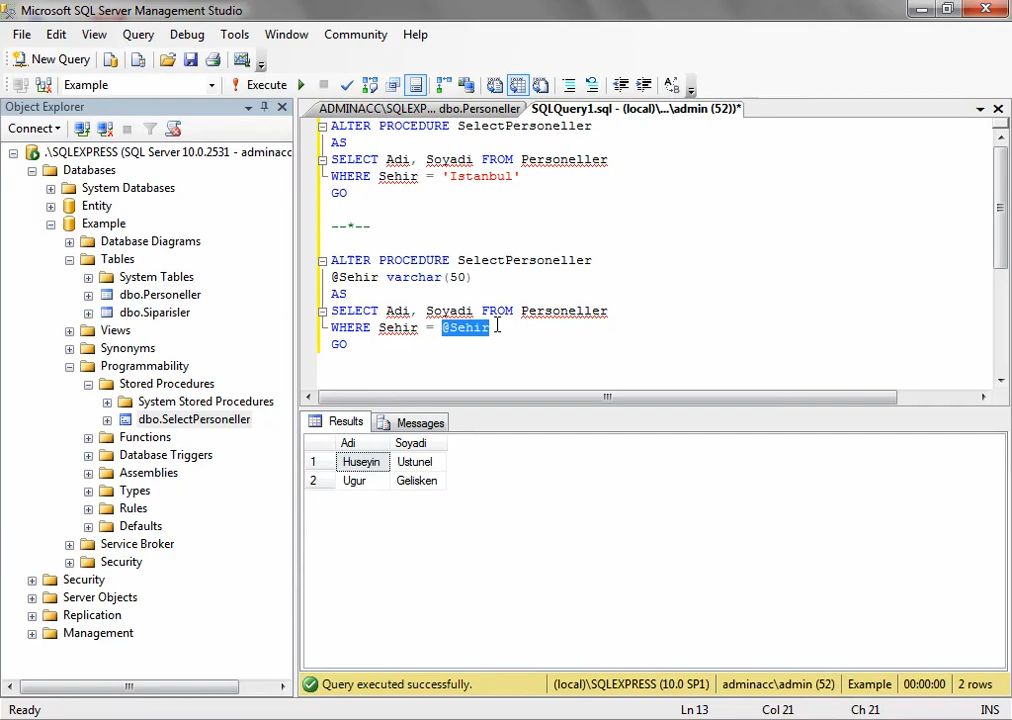 Microsoft SQL Server Management Studio
File Edit View Query Debug Tools Window Community Help
New Query
Example Execute
Object Explorer
ADMINACC\SQLEXP... dbo.Personeller SQLQuery1.sql - (local)\...\admin (52))*
Connect
.\SQLEXPRESS (SQL Server 10.0.2531 - adminacc
Databases
System Databases
Entity
Example
Database Diagrams
Tables
System Tables
dbo.Personeller
dbo.Siparisler
Views
Synonyms
Programmability
Stored Procedures
System Stored Procedures
dbo.SelectPersoneller
Functions
Database Triggers
Assemblies
Types
Rules
Defaults
Service Broker
Security
Security
Server Objects
Replication
Management
ALTER PROCEDURE SelectPersoneller
AS
SELECT Adi, Soyadi FROM Personeller
WHERE Sehir = 'Istanbul'
GO
--*--
ALTER PROCEDURE SelectPersoneller
@Sehir varchar(50)
AS
SELECT Adi, Soyadi FROM Personeller
WHERE Sehir = @Sehir
GO
Results Messages
Adi Soyadi
1 Huseyin Ustunel
2 Ugur Gelisken
Query executed successfully. (local)\SQLEXPRESS (10.0 SP1) adminacc\admin (52) Example 00:00:00 2 rows
Ready Ln 13 Col 21 Ch 21 INS